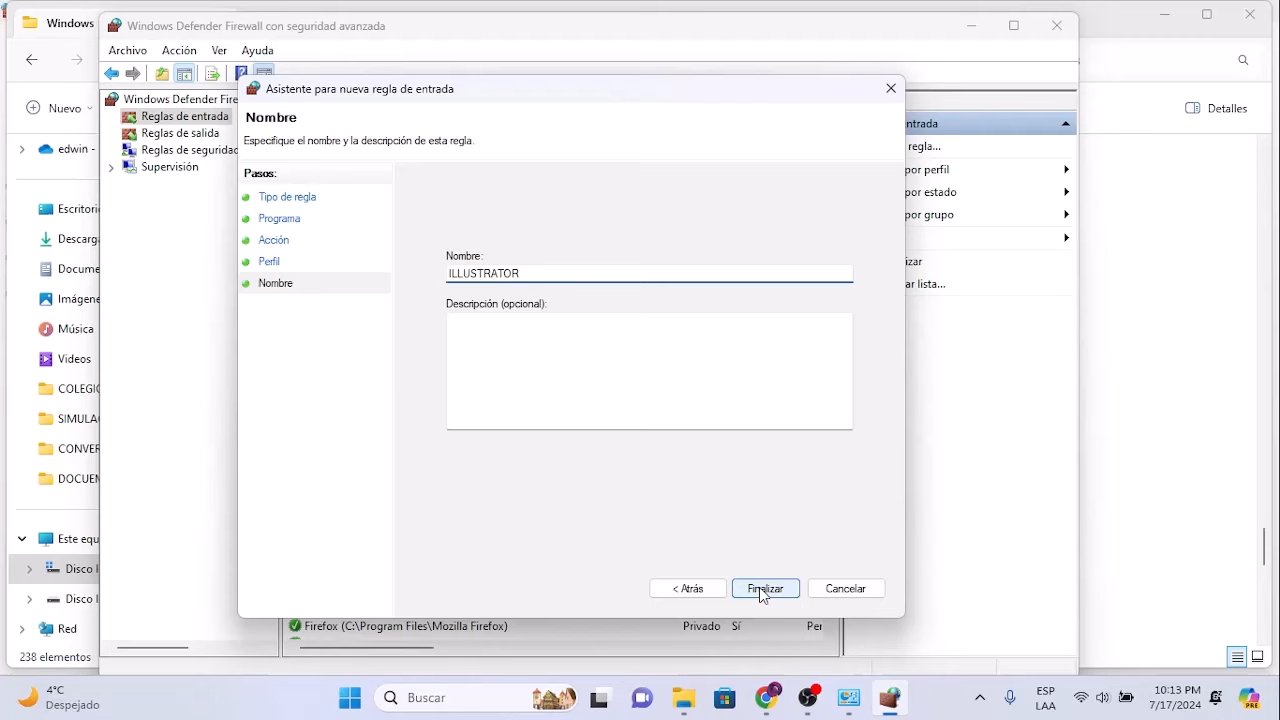 Windows
Windows Defender Firewall con seguridad avanzada
Archivo Acción Ver Ayuda
Nuevo
Detalles
Windows Defender Fire
Reglas de entrada
Reglas de salida
Reglas de seguridad
Supervisión
Asistente para nueva regla de entrada
Nombre
Especifique el nombre y la descripción de esta regla.
Pasos:
Tipo de regla
Programa
Acción
Perfil
Nombre
Nombre:
ILLUSTRATOR
Descripción (opcional):
< Atrás Finalizar Cancelar
ntrada
regla...
por perfil
por estado
por grupo
izar
ar lista...
edwin -
Escritori
Descarga
Docume
Imágene
Música
Videos
COLEGIO
SIMULA
CONVER
DOCUEN
Este equ
Disco l
Disco l
Red
238 elementos
Firefox (C:\Program Files\Mozilla Firefox) Privado Sí Per
4°C
Despejado
Buscar
ESP
LAA
10:13 PM
7/17/2024
PRE